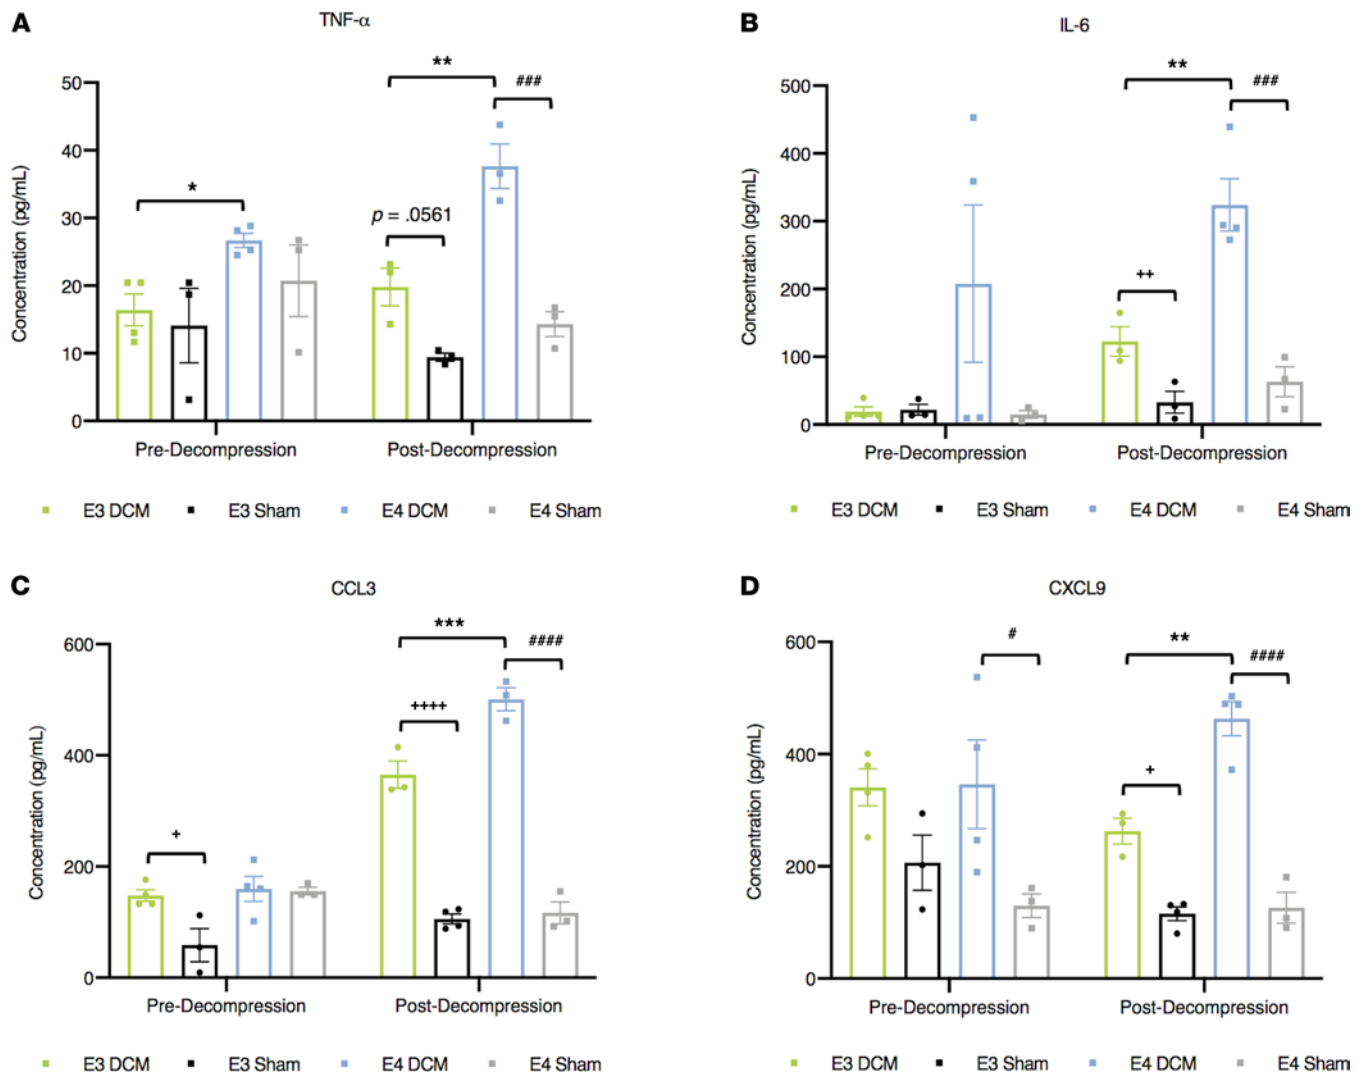 A
TNF-α
Concentration (pg/mL)
50
40
30
20
10
0
*
**
###
p = .0561
Pre-Decompression
Post-Decompression
E3 DCM
E3 Sham
E4 DCM
E4 Sham
B
IL-6
Concentration (pg/mL)
500
400
300
200
100
0
**
###
++
Pre-Decompression
Post-Decompression
E3 DCM
E3 Sham
E4 DCM
E4 Sham
C
CCL3
Concentration (pg/mL)
600
400
200
0
***
####
++++
+
Pre-Decompression
Post-Decompression
E3 DCM
E3 Sham
E4 DCM
E4 Sham
D
CXCL9
Concentration (pg/mL)
600
400
200
0
#
**
####
+
Pre-Decompression
Post-Decompression
E3 DCM
E3 Sham
E4 DCM
E4 Sham